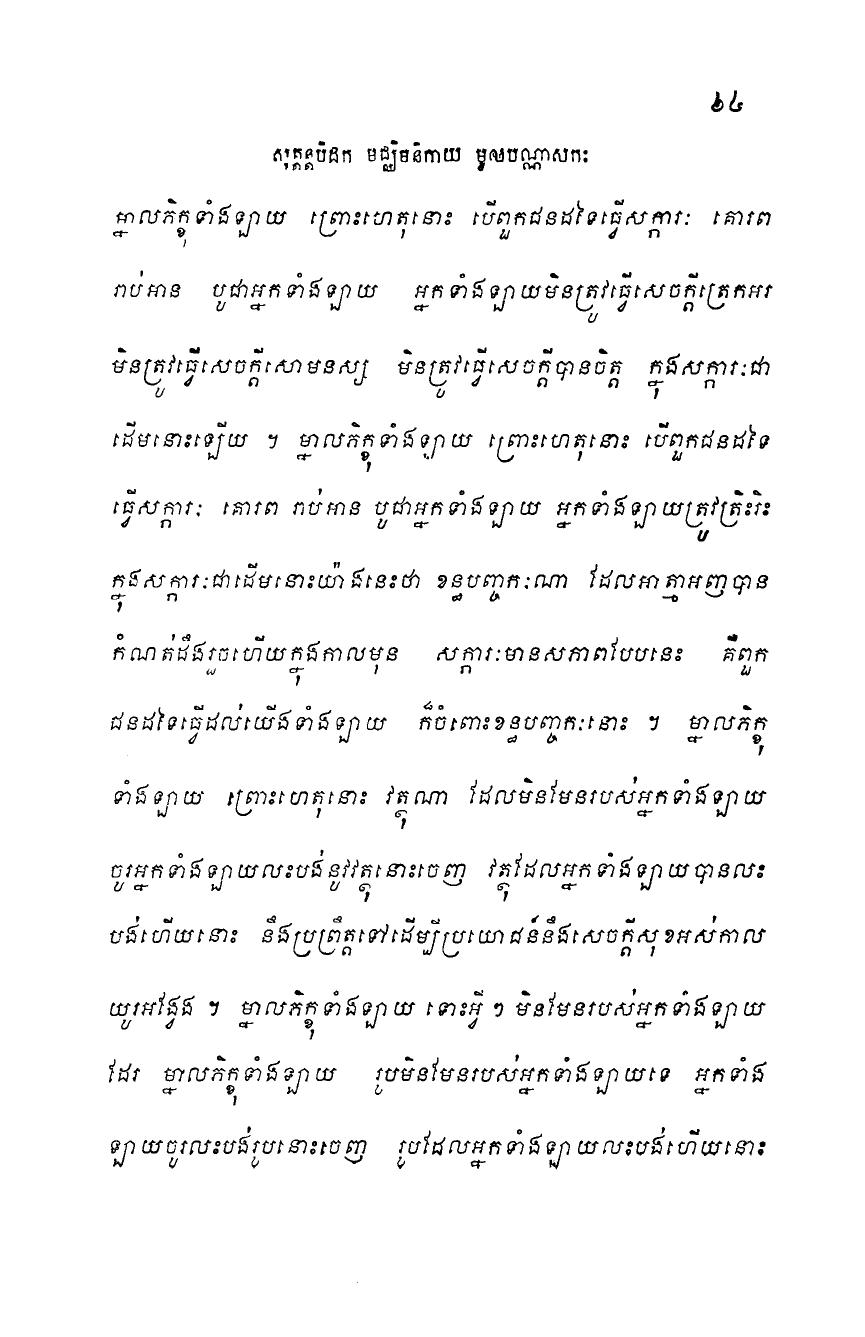 ៦៤
សុត្តន្តបិដក មជ្ឈិមនិកាយ មូលបណ្ណាសកៈ
ម្នាលភិក្ខុទាំងឡាយ ព្រោះហេតុនោះ បើពួកជនដទៃធ្វើសក្ការៈ គោរព
រាប់អាន បូជាអ្នកទាំងឡាយ អ្នកទាំងឡាយមិនត្រូវធ្វើសេចក្តីត្រេកអរ
មិនត្រូវធ្វើសេចក្តីសោមនស្ស មិនត្រូវធ្វើសេចក្តីបានចិត្ត ក្នុងសក្ការៈជា
ដើមនោះឡើយ ។ ម្នាលភិក្ខុទាំងឡាយ ព្រោះហេតុនោះ បើពួកជនដទៃ
ធ្វើសក្ការៈ គោរព រាប់អាន បូជាអ្នកទាំងឡាយ អ្នកទាំងឡាយត្រូវត្រិះរិះ
ក្នុងសក្ការៈជាដើមនោះយ៉ាងនេះថា ខន្ធបញ្ចកៈណា ដែលអាត្មាអញបាន
កំណត់ដឹងរួចហើយក្នុងកាលមុន សក្ការៈមានសភាពបែបនេះ គឺពួក
ជនដទៃធ្វើដល់យើងទាំងឡាយ ក៏ចំពោះខន្ធបញ្ចកៈនោះ ។ ម្នាលភិក្ខុ
ទាំងឡាយ ព្រោះហេតុនោះ វត្ថុណា ដែលមិនមែនរបស់អ្នកទាំងឡាយ
ចូរអ្នកទាំងឡាយលះបង់នូវវត្ថុនោះចេញ វត្ថុដែលអ្នកទាំងឡាយបានលះ
បង់ហើយនោះ នឹងប្រព្រឹត្តទៅដើម្បីប្រយោជន៍នឹងសេចក្តីសុខអស់កាល
យូរអង្វែង ។ ម្នាលភិក្ខុទាំងឡាយ ទោះអ្វី ៗ មិនមែនរបស់អ្នកទាំងឡាយ
ដែរ ម្នាលភិក្ខុទាំងឡាយ រូបមិនមែនរបស់អ្នកទាំងឡាយទេ អ្នកទាំង
ឡាយចូរលះបង់រូបនោះចេញ រូបដែលអ្នកទាំងឡាយលះបង់ហើយនោះ